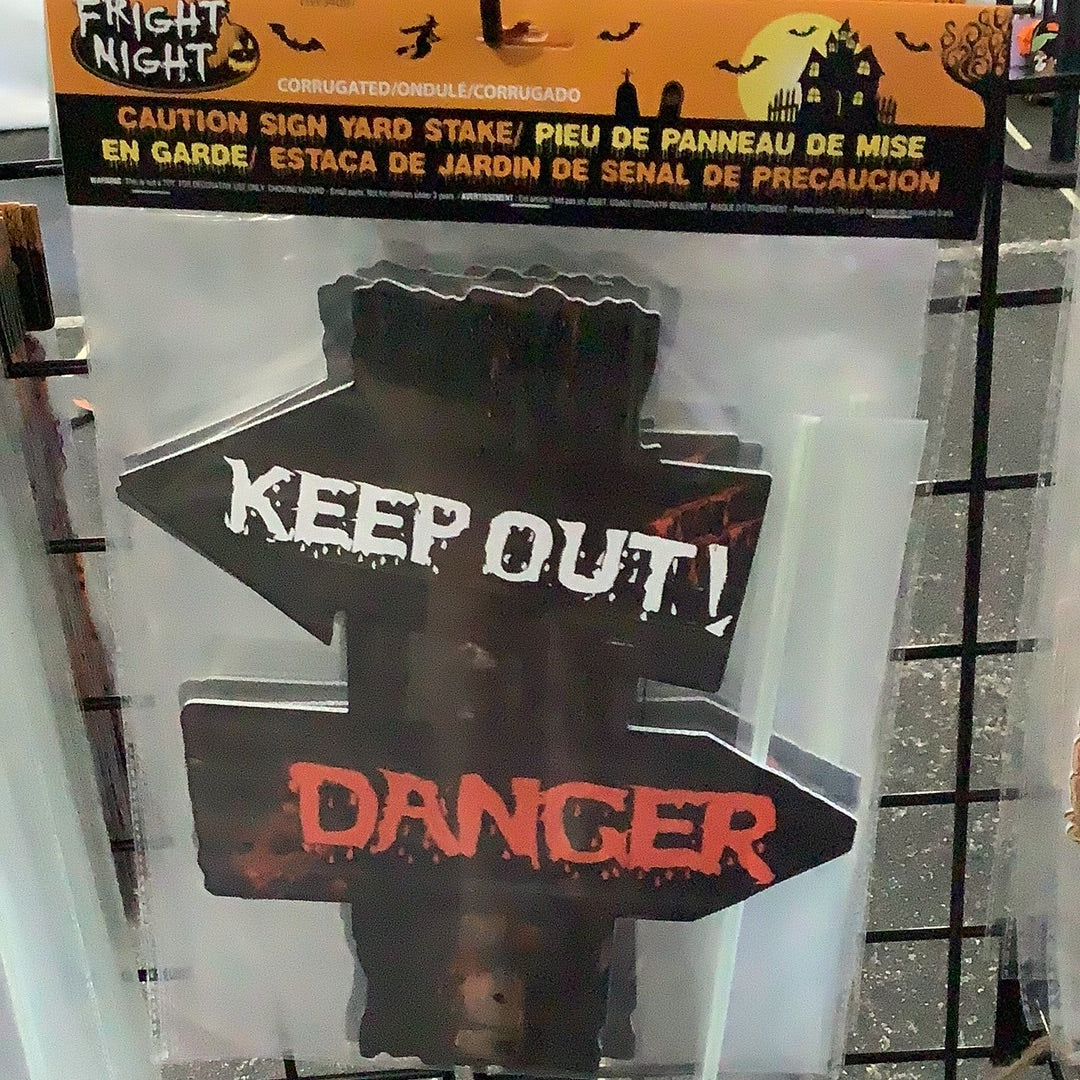 FRIGHT
NIGHT
CORRUGATED/ONDULÉ/CORRUGADO
CAUTION SIGN YARD STAKE/ PIEU DE PANNEAU DE MISE
EN GARDE/ ESTACA DE JARDIN DE SENAL DE PRECAUCION
KEEP OUT!
DANGER